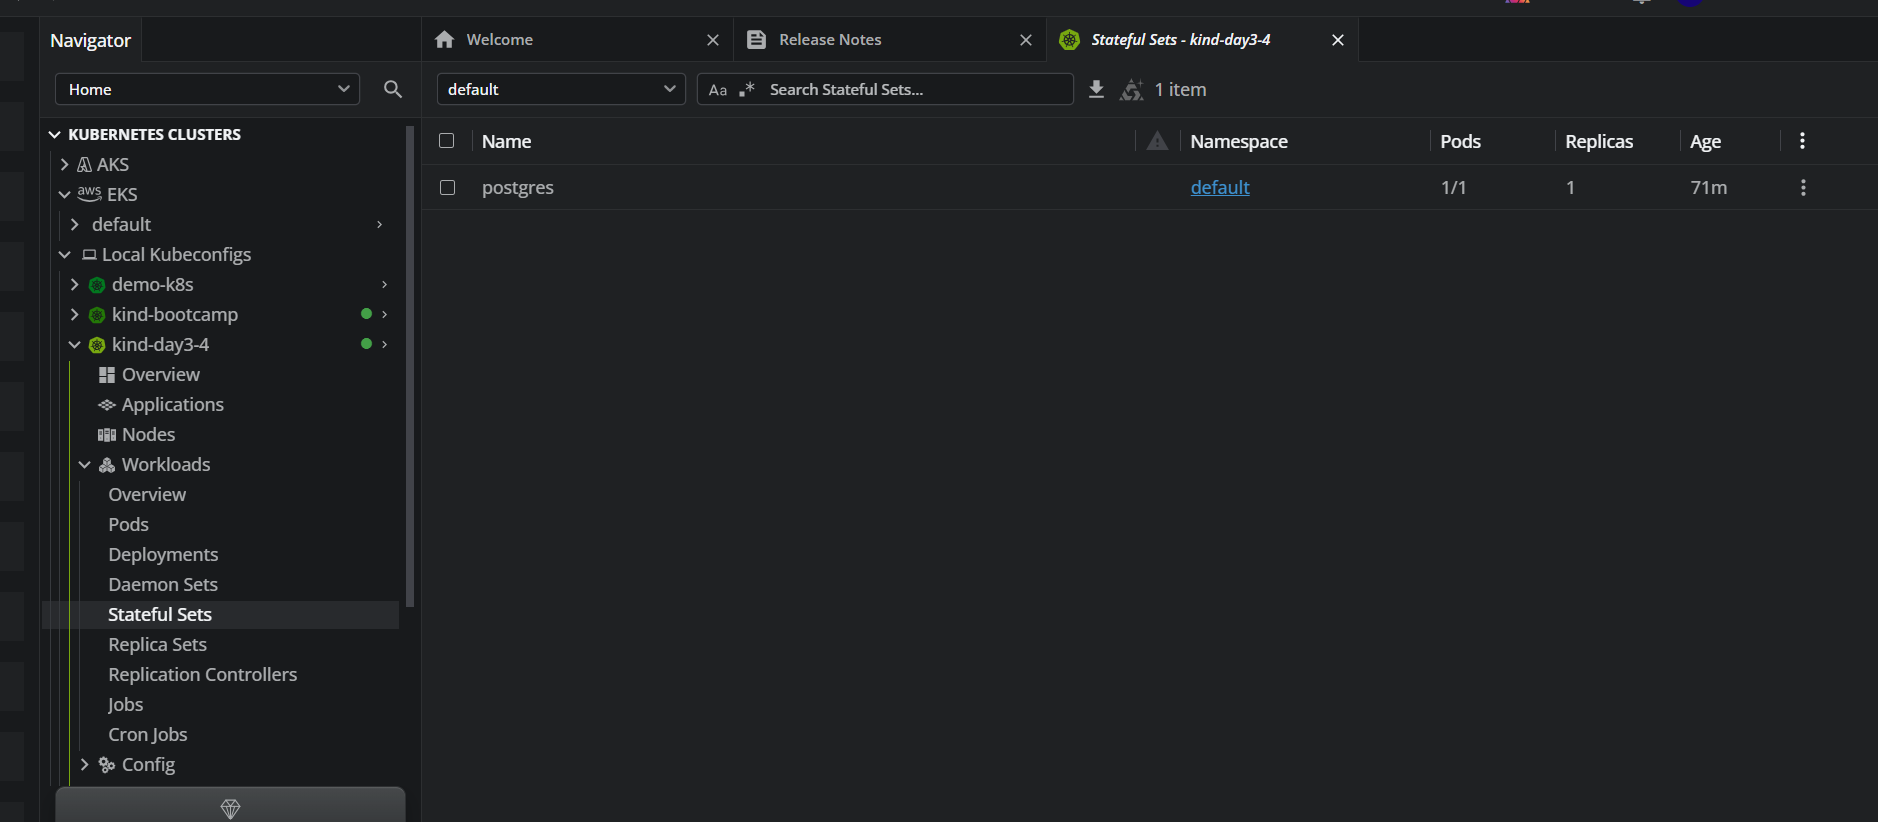 Navigator
Welcome
Release Notes
Stateful Sets - kind-day3-4
Home
default
Aa .* Search Stateful Sets...
1 item
KUBERNETES CLUSTERS
AKS
aws EKS
default
Local Kubeconfigs
demo-k8s
kind-bootcamp
kind-day3-4
Overview
Applications
Nodes
Workloads
Overview
Pods
Deployments
Daemon Sets
Stateful Sets
Replica Sets
Replication Controllers
Jobs
Cron Jobs
Config
Name Namespace Pods Replicas Age
postgres default 1/1 1 71m